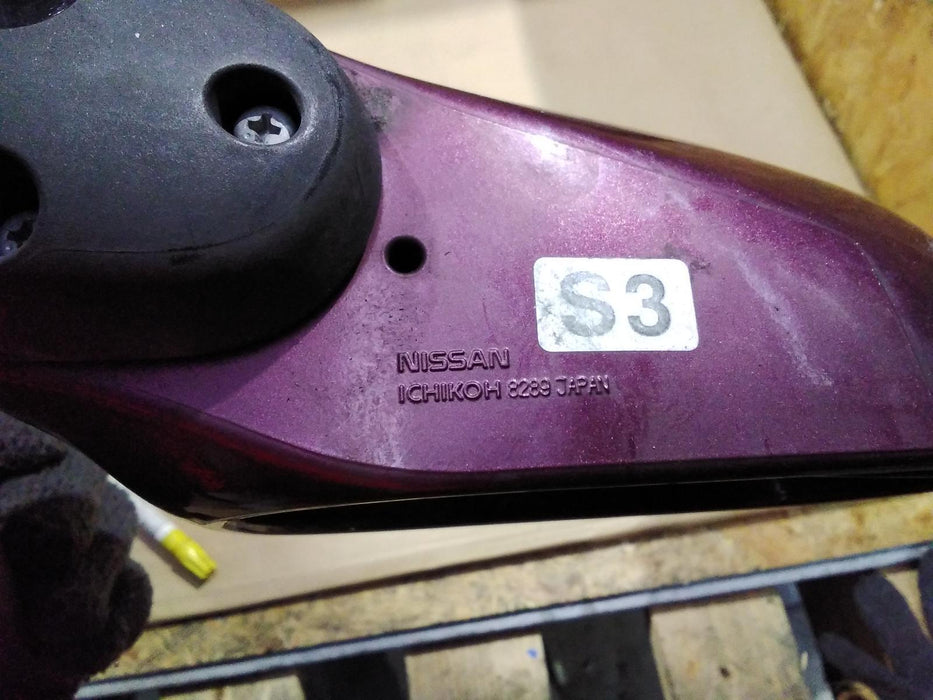 S3
NISSAN
ICHIKOH 8289 JAPAN